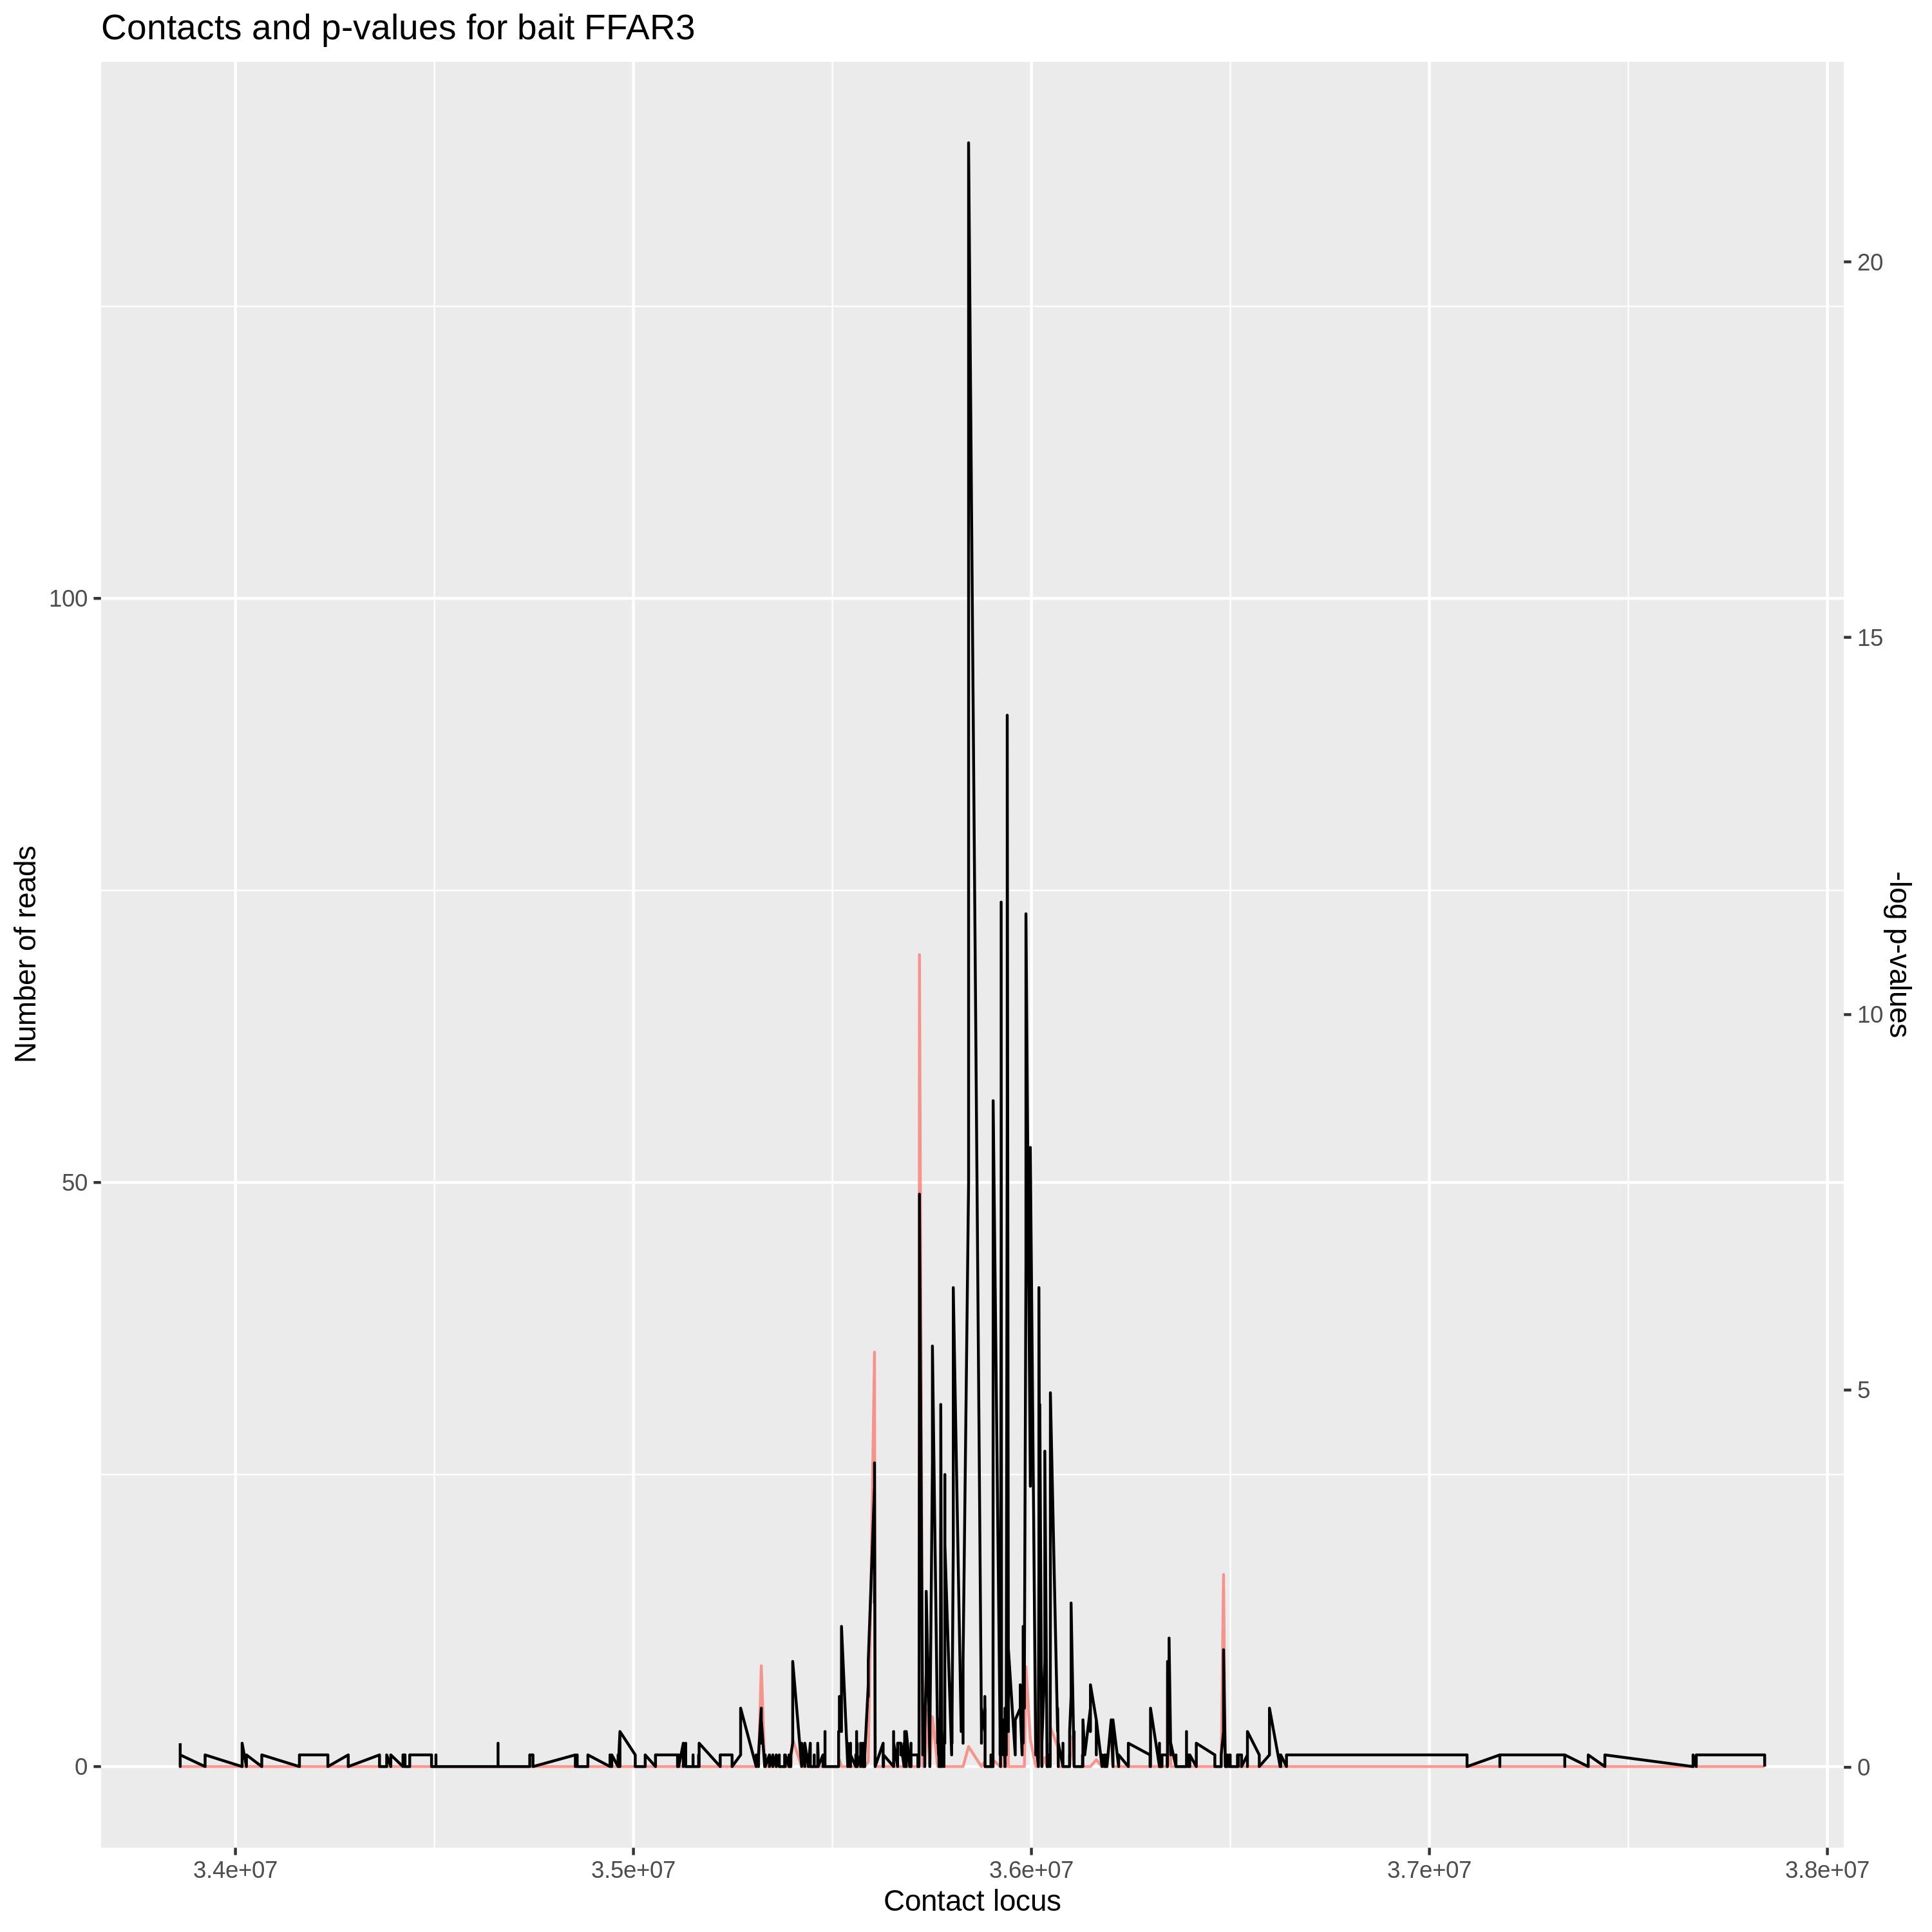 Contacts and p-values for bait FFAR3
Number of reads
100
50
0
20
15
10
5
0
-log p-values
3.4e+07 3.5e+07 3.6e+07 3.7e+07 3.8e+07
Contact locus